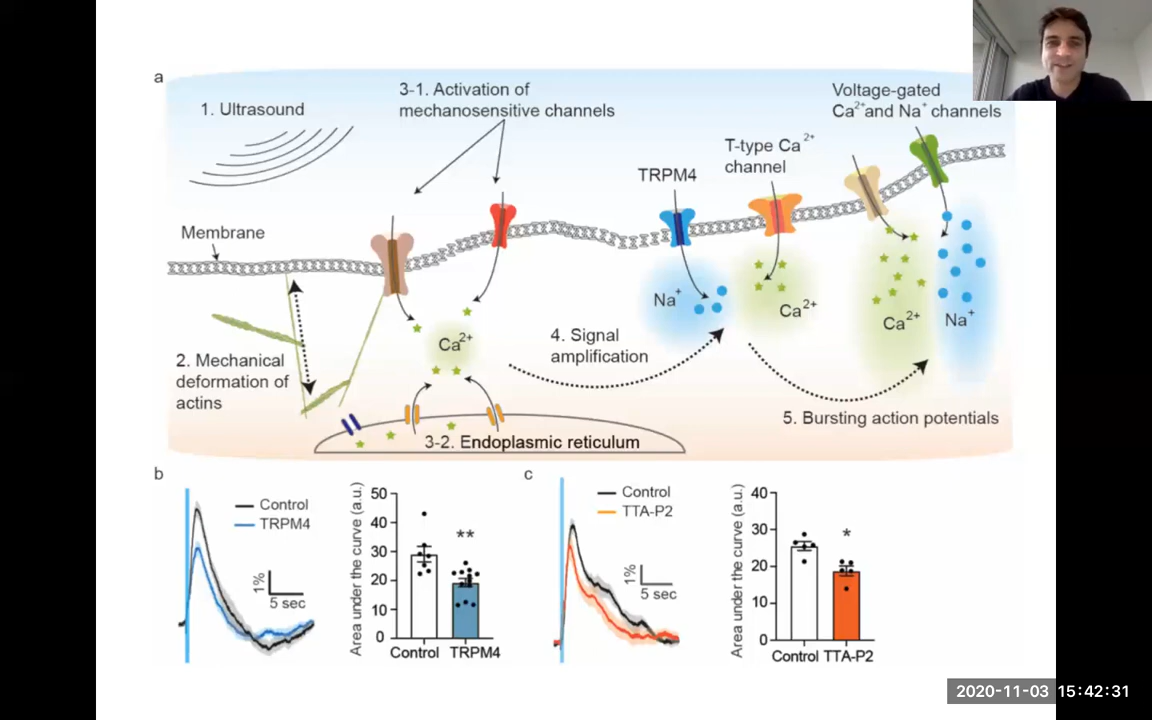 a
1. Ultrasound
3-1. Activation of
mechanosensitive channels
Voltage-gated
Ca2+ and Na+ channels
T-type Ca 2+
channel
TRPM4
Membrane
Na+
Ca2+
Ca2+
Na+
Ca2+
4. Signal
amplification
2. Mechanical
deformation of
actins
5. Bursting action potentials
3-2. Endoplasmic reticulum
b
Control
TRPM4
1%
5 sec
Area under the curve (a.u.)
50
40
30
20
10
0
**
Control TRPM4
c
Control
TTA-P2
1%
5 sec
Area under the curve (a.u.)
40
30
20
10
0
*
Control TTA-P2
2020-11-03 15:42:31